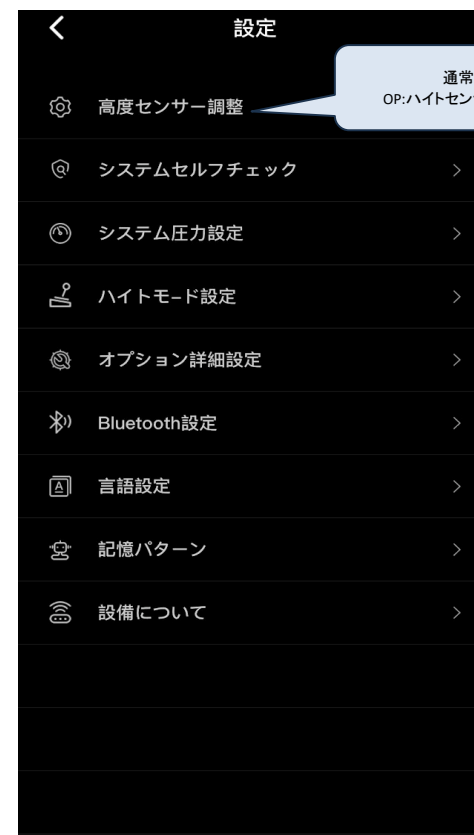 設定
通常
OP:ハイトセン
高度センサー調整
システムセルフチェック
システム圧力設定
ハイトモード設定
オプション詳細設定
Bluetooth設定
言語設定
記憶パターン
設備について